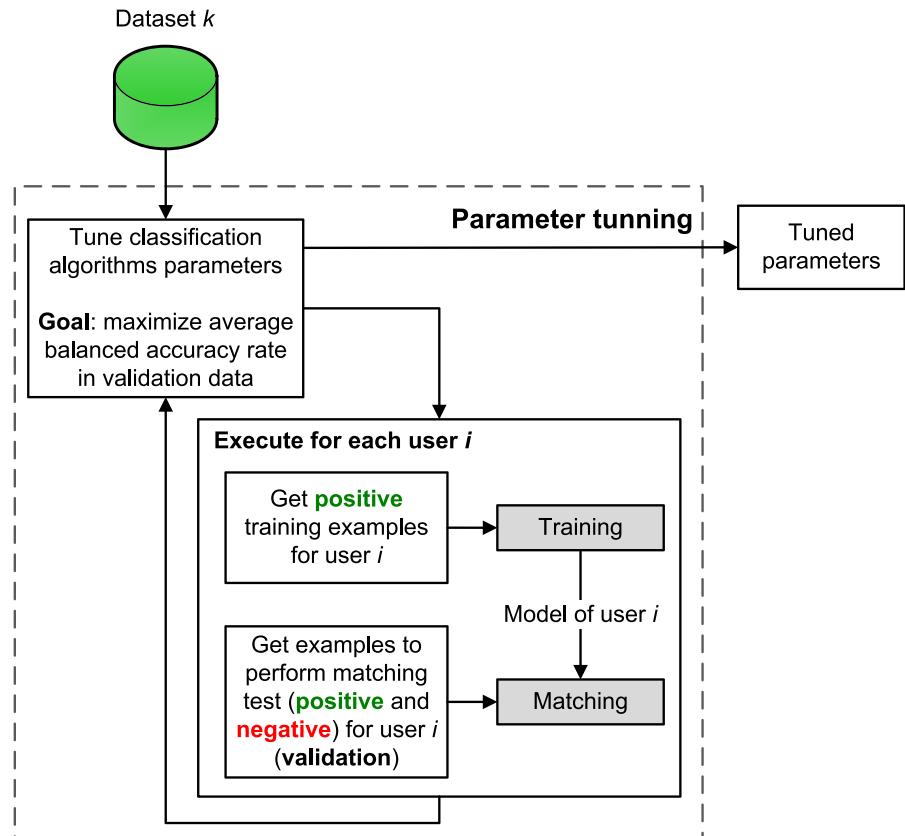 Dataset k
Parameter tunning
Tune classification
algorithms parameters
Goal: maximize average
balanced accuracy rate
in validation data
Tuned
parameters
Execute for each user i
Get positive
training examples
for user i
Training
Model of user i
Get examples to
perform matching
test (positive and
negative) for user i
(validation)
Matching